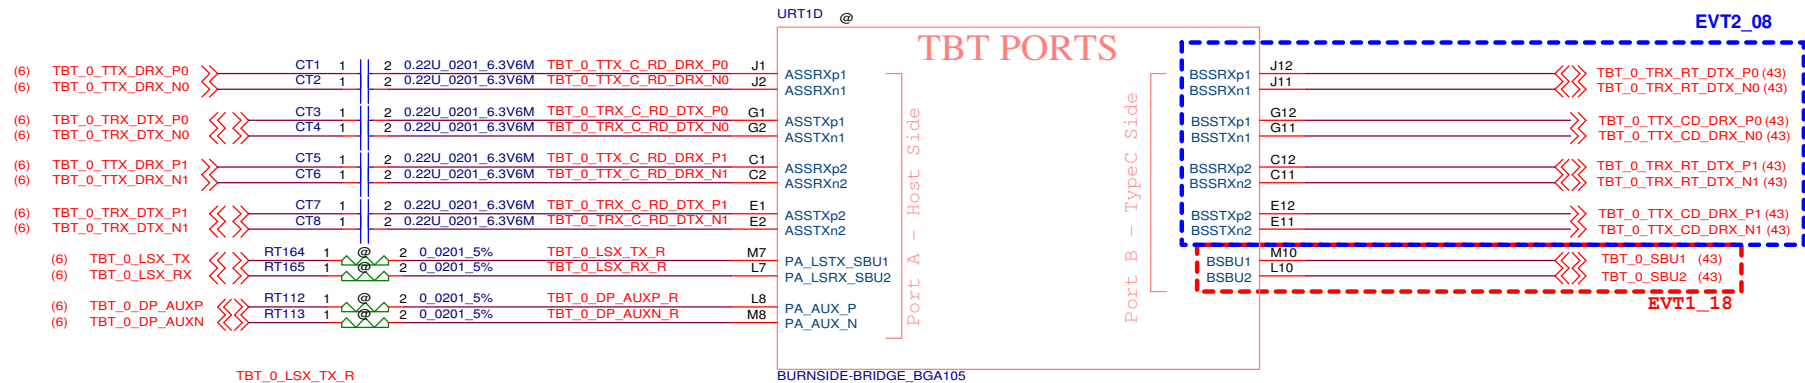 URT1D @
EVT2_08
TBT PORTS
(6) TBT_0_TTX_DRX_P0 CT1 1 2 0.22U_0201_6.3V6M TBT_0_TTX_C_RD_DRX_P0 J1 ASSRXp1 BSSRXp1 J12 TBT_0_TRX_RT_DTX_P0 (43)
(6) TBT_0_TTX_DRX_N0 CT2 1 2 0.22U_0201_6.3V6M TBT_0_TTX_C_RD_DRX_N0 J2 ASSRXn1 BSSRXn1 J11 TBT_0_TRX_RT_DTX_N0 (43)
(6) TBT_0_TRX_DTX_P0 CT3 1 2 0.22U_0201_6.3V6M TBT_0_TRX_C_RD_DTX_P0 G1 ASSTXp1 BSSTXp1 G12 TBT_0_TTX_CD_DRX_P0 (43)
(6) TBT_0_TRX_DTX_N0 CT4 1 2 0.22U_0201_6.3V6M TBT_0_TRX_C_RD_DTX_N0 G2 ASSTXn1 BSSTXn1 G11 TBT_0_TTX_CD_DRX_N0 (43)
(6) TBT_0_TTX_DRX_P1 CT5 1 2 0.22U_0201_6.3V6M TBT_0_TTX_C_RD_DRX_P1 C1 ASSRXp2 BSSRXp2 C12 TBT_0_TRX_RT_DTX_P1 (43)
(6) TBT_0_TTX_DRX_N1 CT6 1 2 0.22U_0201_6.3V6M TBT_0_TTX_C_RD_DRX_N1 C2 ASSRXn2 BSSRXn2 C11 TBT_0_TRX_RT_DTX_N1 (43)
(6) TBT_0_TRX_DTX_P1 CT7 1 2 0.22U_0201_6.3V6M TBT_0_TRX_C_RD_DTX_P1 E1 ASSTXp2 BSSTXp2 E12 TBT_0_TTX_CD_DRX_P1 (43)
(6) TBT_0_TRX_DTX_N1 CT8 1 2 0.22U_0201_6.3V6M TBT_0_TRX_C_RD_DTX_N1 E2 ASSTXn2 BSSTXn2 E11 TBT_0_TTX_CD_DRX_N1 (43)
(6) TBT_0_LSX_TX RT164 1 @ 2 0_0201_5% TBT_0_LSX_TX_R M7 PA_LSTX_SBU1 BSBU1 M10 TBT_0_SBU1 (43)
(6) TBT_0_LSX_RX RT165 1 @ 2 0_0201_5% TBT_0_LSX_RX_R L7 PA_LSRX_SBU2 BSBU2 L10 TBT_0_SBU2 (43)
(6) TBT_0_DP_AUXP RT112 1 @ 2 0_0201_5% TBT_0_DP_AUXP_R L8 PA_AUX_P
(6) TBT_0_DP_AUXN RT113 1 @ 2 0_0201_5% TBT_0_DP_AUXN_R M8 PA_AUX_N
Port A - Host Side
Port B - TypeC Side
EVT1_18
TBT_0_LSX_TX_R
BURNSIDE-BRIDGE_BGA105